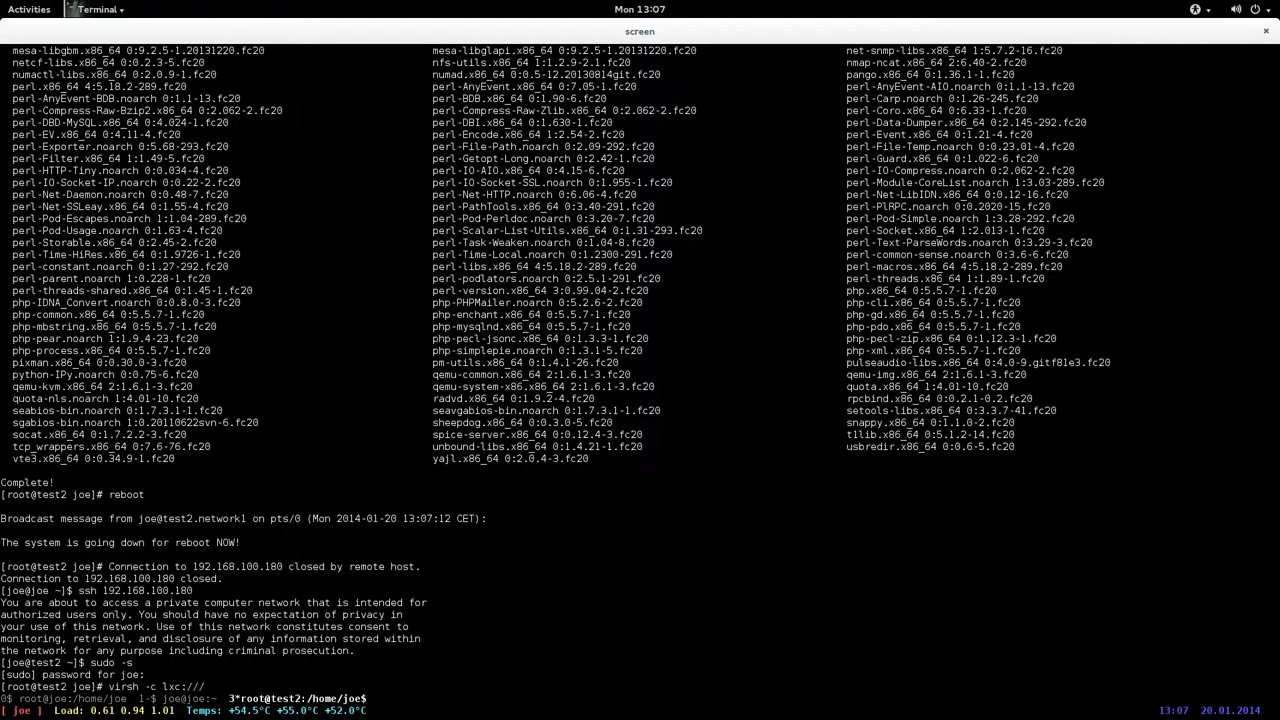 Activities Terminal Mon 13:07
screen
mesa-libgbm.x86_64 0:9.2.5-1.20131220.fc20 mesa-libglapi.x86_64 0:9.2.5-1.20131220.fc20 net-snmp-libs.x86_64 1:5.7.2-16.fc20
netcf-libs.x86_64 0:0.2.3-5.fc20 nfs-utils.x86_64 1:1.2.9-2.1.fc20 nmap-ncat.x86_64 2:6.40-2.fc20
numactl-libs.x86_64 0:2.0.9-1.fc20 numad.x86_64 0:0.5-12.20130814git.fc20 pango.x86_64 0:1.36.1-1.fc20
perl.x86_64 4:5.18.2-289.fc20 perl-AnyEvent.x86_64 0:7.05-1.fc20 perl-AnyEvent-AIO.noarch 0:1.1-13.fc20
perl-AnyEvent-BDB.noarch 0:1.1-13.fc20 perl-BDB.x86_64 0:1.90-6.fc20 perl-Carp.noarch 0:1.26-245.fc20
perl-Compress-Raw-Bzip2.x86_64 0:2.062-2.fc20 perl-Compress-Raw-Zlib.x86_64 0:2.062-2.fc20 perl-Coro.x86_64 0:6.33-1.fc20
perl-DBD-MySQL.x86_64 0:4.024-1.fc20 perl-DBI.x86_64 0:1.630-1.fc20 perl-Data-Dumper.x86_64 0:2.145-292.fc20
perl-EV.x86_64 0:4.11-4.fc20 perl-Encode.x86_64 1:2.54-2.fc20 perl-Event.x86_64 0:1.21-4.fc20
perl-Exporter.noarch 0:5.68-293.fc20 perl-File-Path.noarch 0:2.09-292.fc20 perl-File-Temp.noarch 0:0.23.01-4.fc20
perl-Filter.x86_64 1:1.49-5.fc20 perl-Getopt-Long.noarch 0:2.42-1.fc20 perl-Guard.x86_64 0:1.022-6.fc20
perl-HTTP-Tiny.noarch 0:0.034-4.fc20 perl-IO-AIO.x86_64 0:4.15-6.fc20 perl-IO-Compress.noarch 0:2.062-2.fc20
perl-IO-Socket-IP.noarch 0:0.22-2.fc20 perl-IO-Socket-SSL.noarch 0:1.955-1.fc20 perl-Module-CoreList.noarch 1:3.03-289.fc20
perl-Net-Daemon.noarch 0:0.48-7.fc20 perl-Net-HTTP.noarch 0:6.06-4.fc20 perl-Net-LibIDN.x86_64 0:0.12-16.fc20
perl-Net-SSLeay.x86_64 0:1.55-4.fc20 perl-PathTools.x86_64 0:3.40-291.fc20 perl-PlRPC.noarch 0:0.2020-15.fc20
perl-Pod-Escapes.noarch 1:1.04-289.fc20 perl-Pod-Perldoc.noarch 0:3.20-7.fc20 perl-Pod-Simple.noarch 1:3.28-292.fc20
perl-Pod-Usage.noarch 0:1.63-4.fc20 perl-Scalar-List-Utils.x86_64 0:1.31-293.fc20 perl-Socket.x86_64 1:2.013-1.fc20
perl-Storable.x86_64 0:2.45-2.fc20 perl-Task-Weaken.noarch 0:1.04-8.fc20 perl-Text-ParseWords.noarch 0:3.29-3.fc20
perl-Time-HiRes.x86_64 0:1.9726-1.fc20 perl-Time-Local.noarch 0:1.2300-291.fc20 perl-common-sense.noarch 0:3.6-6.fc20
perl-constant.noarch 0:1.27-292.fc20 perl-libs.x86_64 4:5.18.2-289.fc20 perl-macros.x86_64 4:5.18.2-289.fc20
perl-parent.noarch 1:0.228-1.fc20 perl-podlators.noarch 0:2.5.1-291.fc20 perl-threads.x86_64 1:1.89-1.fc20
perl-threads-shared.x86_64 0:1.45-1.fc20 perl-version.x86_64 3:0.99.04-2.fc20 php.x86_64 0:5.5.7-1.fc20
php-IDNA_Convert.noarch 0:0.8.0-3.fc20 php-PHPMailer.noarch 0:5.2.6-2.fc20 php-cli.x86_64 0:5.5.7-1.fc20
php-common.x86_64 0:5.5.7-1.fc20 php-enchant.x86_64 0:5.5.7-1.fc20 php-gd.x86_64 0:5.5.7-1.fc20
php-mbstring.x86_64 0:5.5.7-1.fc20 php-mysqlnd.x86_64 0:5.5.7-1.fc20 php-pdo.x86_64 0:5.5.7-1.fc20
php-pear.noarch 1:1.9.4-23.fc20 php-pecl-jsonc.x86_64 0:1.3.3-1.fc20 php-pecl-zip.x86_64 0:1.12.3-1.fc20
php-process.x86_64 0:5.5.7-1.fc20 php-simplepie.noarch 0:1.3.1-5.fc20 php-xml.x86_64 0:5.5.7-1.fc20
pixman.x86_64 0:0.30.0-3.fc20 pm-utils.x86_64 0:1.4.1-26.fc20 pulseaudio-libs.x86_64 0:4.0-9.gitf81e3.fc20
python-IPy.noarch 0:0.75-6.fc20 qemu-common.x86_64 2:1.6.1-3.fc20 qemu-img.x86_64 2:1.6.1-3.fc20
qemu-kvm.x86_64 2:1.6.1-3.fc20 qemu-system-x86.x86_64 2:1.6.1-3.fc20 quota.x86_64 1:4.01-10.fc20
quota-nls.noarch 1:4.01-10.fc20 radvd.x86_64 0:1.9.2-4.fc20 rpcbind.x86_64 0:0.2.1-0.2.fc20
seabios-bin.noarch 0:1.7.3.1-1.fc20 seavgabios-bin.noarch 0:1.7.3.1-1.fc20 setools-libs.x86_64 0:3.3.7-41.fc20
sgabios-bin.noarch 1:0.20110622svn-6.fc20 sheepdog.x86_64 0:0.3.0-5.fc20 snappy.x86_64 0:1.1.0-2.fc20
socat.x86_64 0:1.7.2.2-3.fc20 spice-server.x86_64 0:0.12.4-3.fc20 t1lib.x86_64 0:5.1.2-14.fc20
tcp_wrappers.x86_64 0:7.6-76.fc20 unbound-libs.x86_64 0:1.4.21-1.fc20 usbredir.x86_64 0:0.6-5.fc20
vte3.x86_64 0:0.34.9-1.fc20 yajl.x86_64 0:2.0.4-3.fc20
Complete!
[root@test2 joe]# reboot
Broadcast message from joe@test2.network1 on pts/0 (Mon 2014-01-20 13:07:12 CET):
The system is going down for reboot NOW!
[root@test2 joe]# Connection to 192.168.100.180 closed by remote host.
Connection to 192.168.100.180 closed.
[joe@joe ~]$ ssh 192.168.100.180
You are about to access a private computer network that is intended for
authorized users only. You should have no expectation of privacy in
your use of this network. Use of this network constitutes consent to
monitoring, retrieval, and disclosure of any information stored within
the network for any purpose including criminal prosecution.
[joe@test2 ~]$ sudo -s
[sudo] password for joe:
[root@test2 joe]# virsh -c lxc:///
0$ root@joe:/home/joe 1-$ joe@joe:~ 3*root@test2:/home/joe$
[ joe ] Load: 0.61 0.94 1.01 Temps: +54.5°C +55.0°C +52.0°C 13:07 20.01.2014